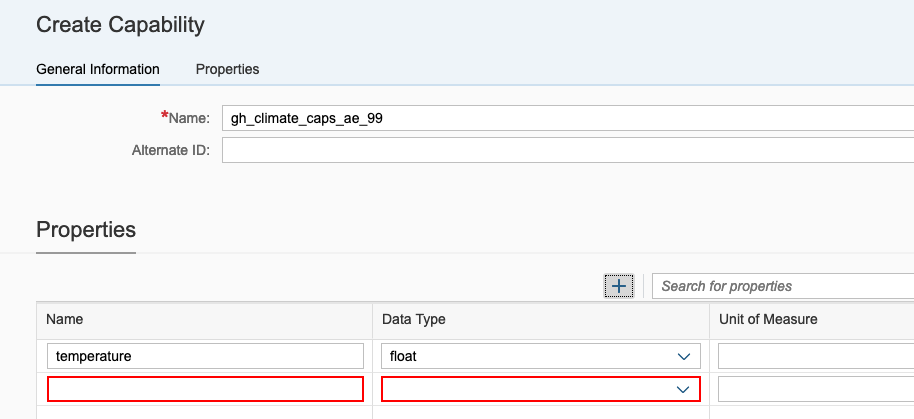 Create Capability
General Information Properties
*Name: gh_climate_caps_ae_99
Alternate ID:
Properties
Search for properties
Name Data Type Unit of Measure
temperature float